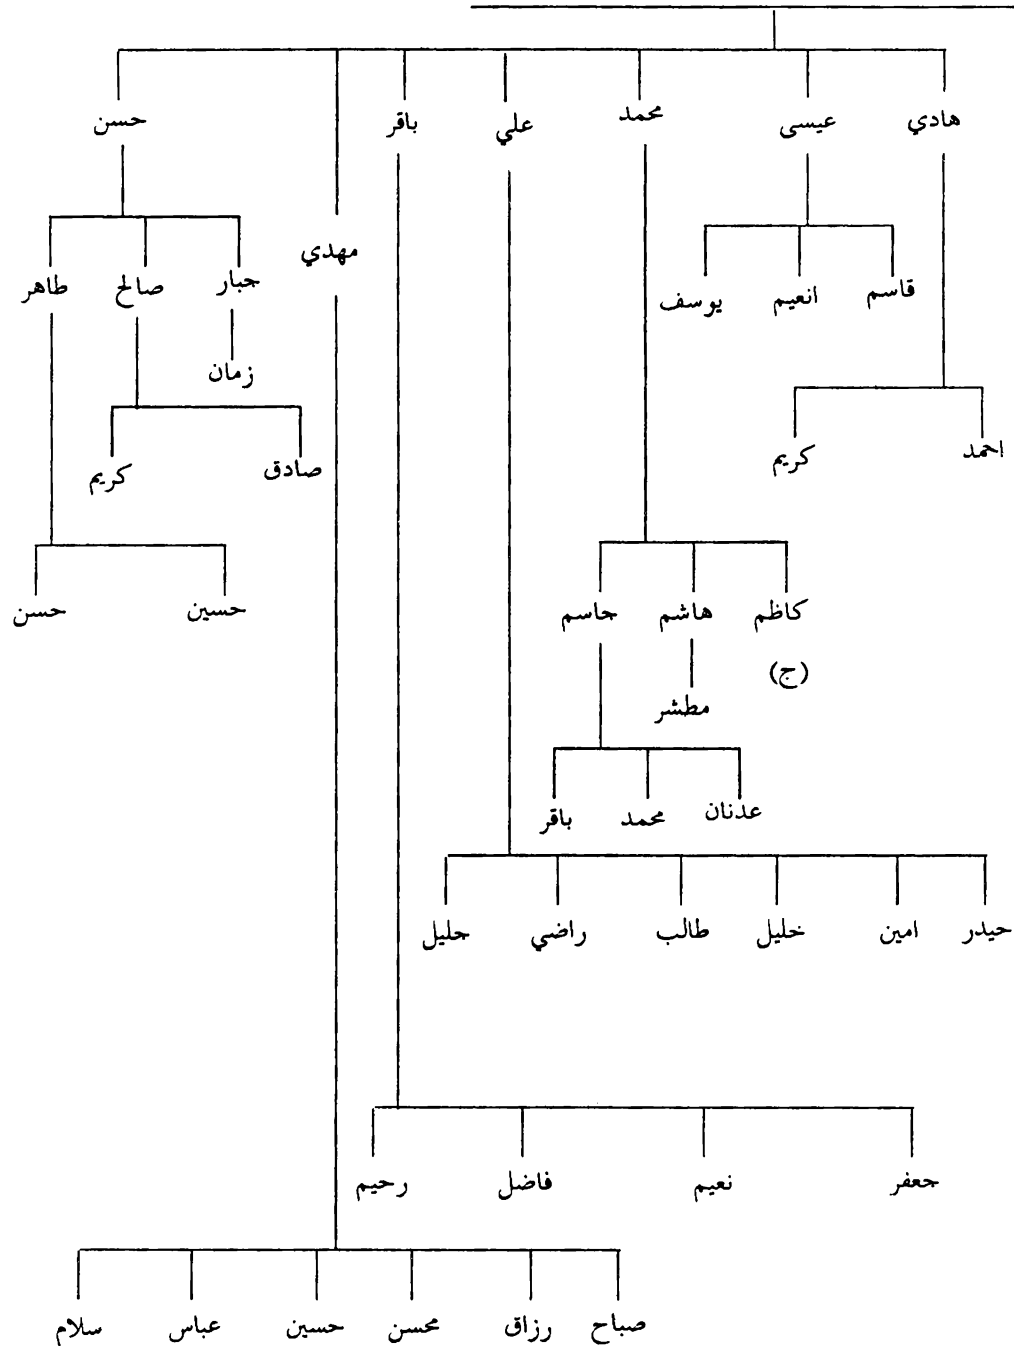 هادي عيسى محمد علي باقر حسن
مهدي
جبار صالح طاهر
قاسم انعيم يوسف
زمان
احمد كريم
صادق كريم
كاظم هاشم جاسم
حسين حسن
(ج)
مطشر
عدنان محمد باقر
حيدر امين خليل طالب راضي جليل
جعفر نعيم فاضل رحيم
صباح رزاق محسن حسين عباس سلام